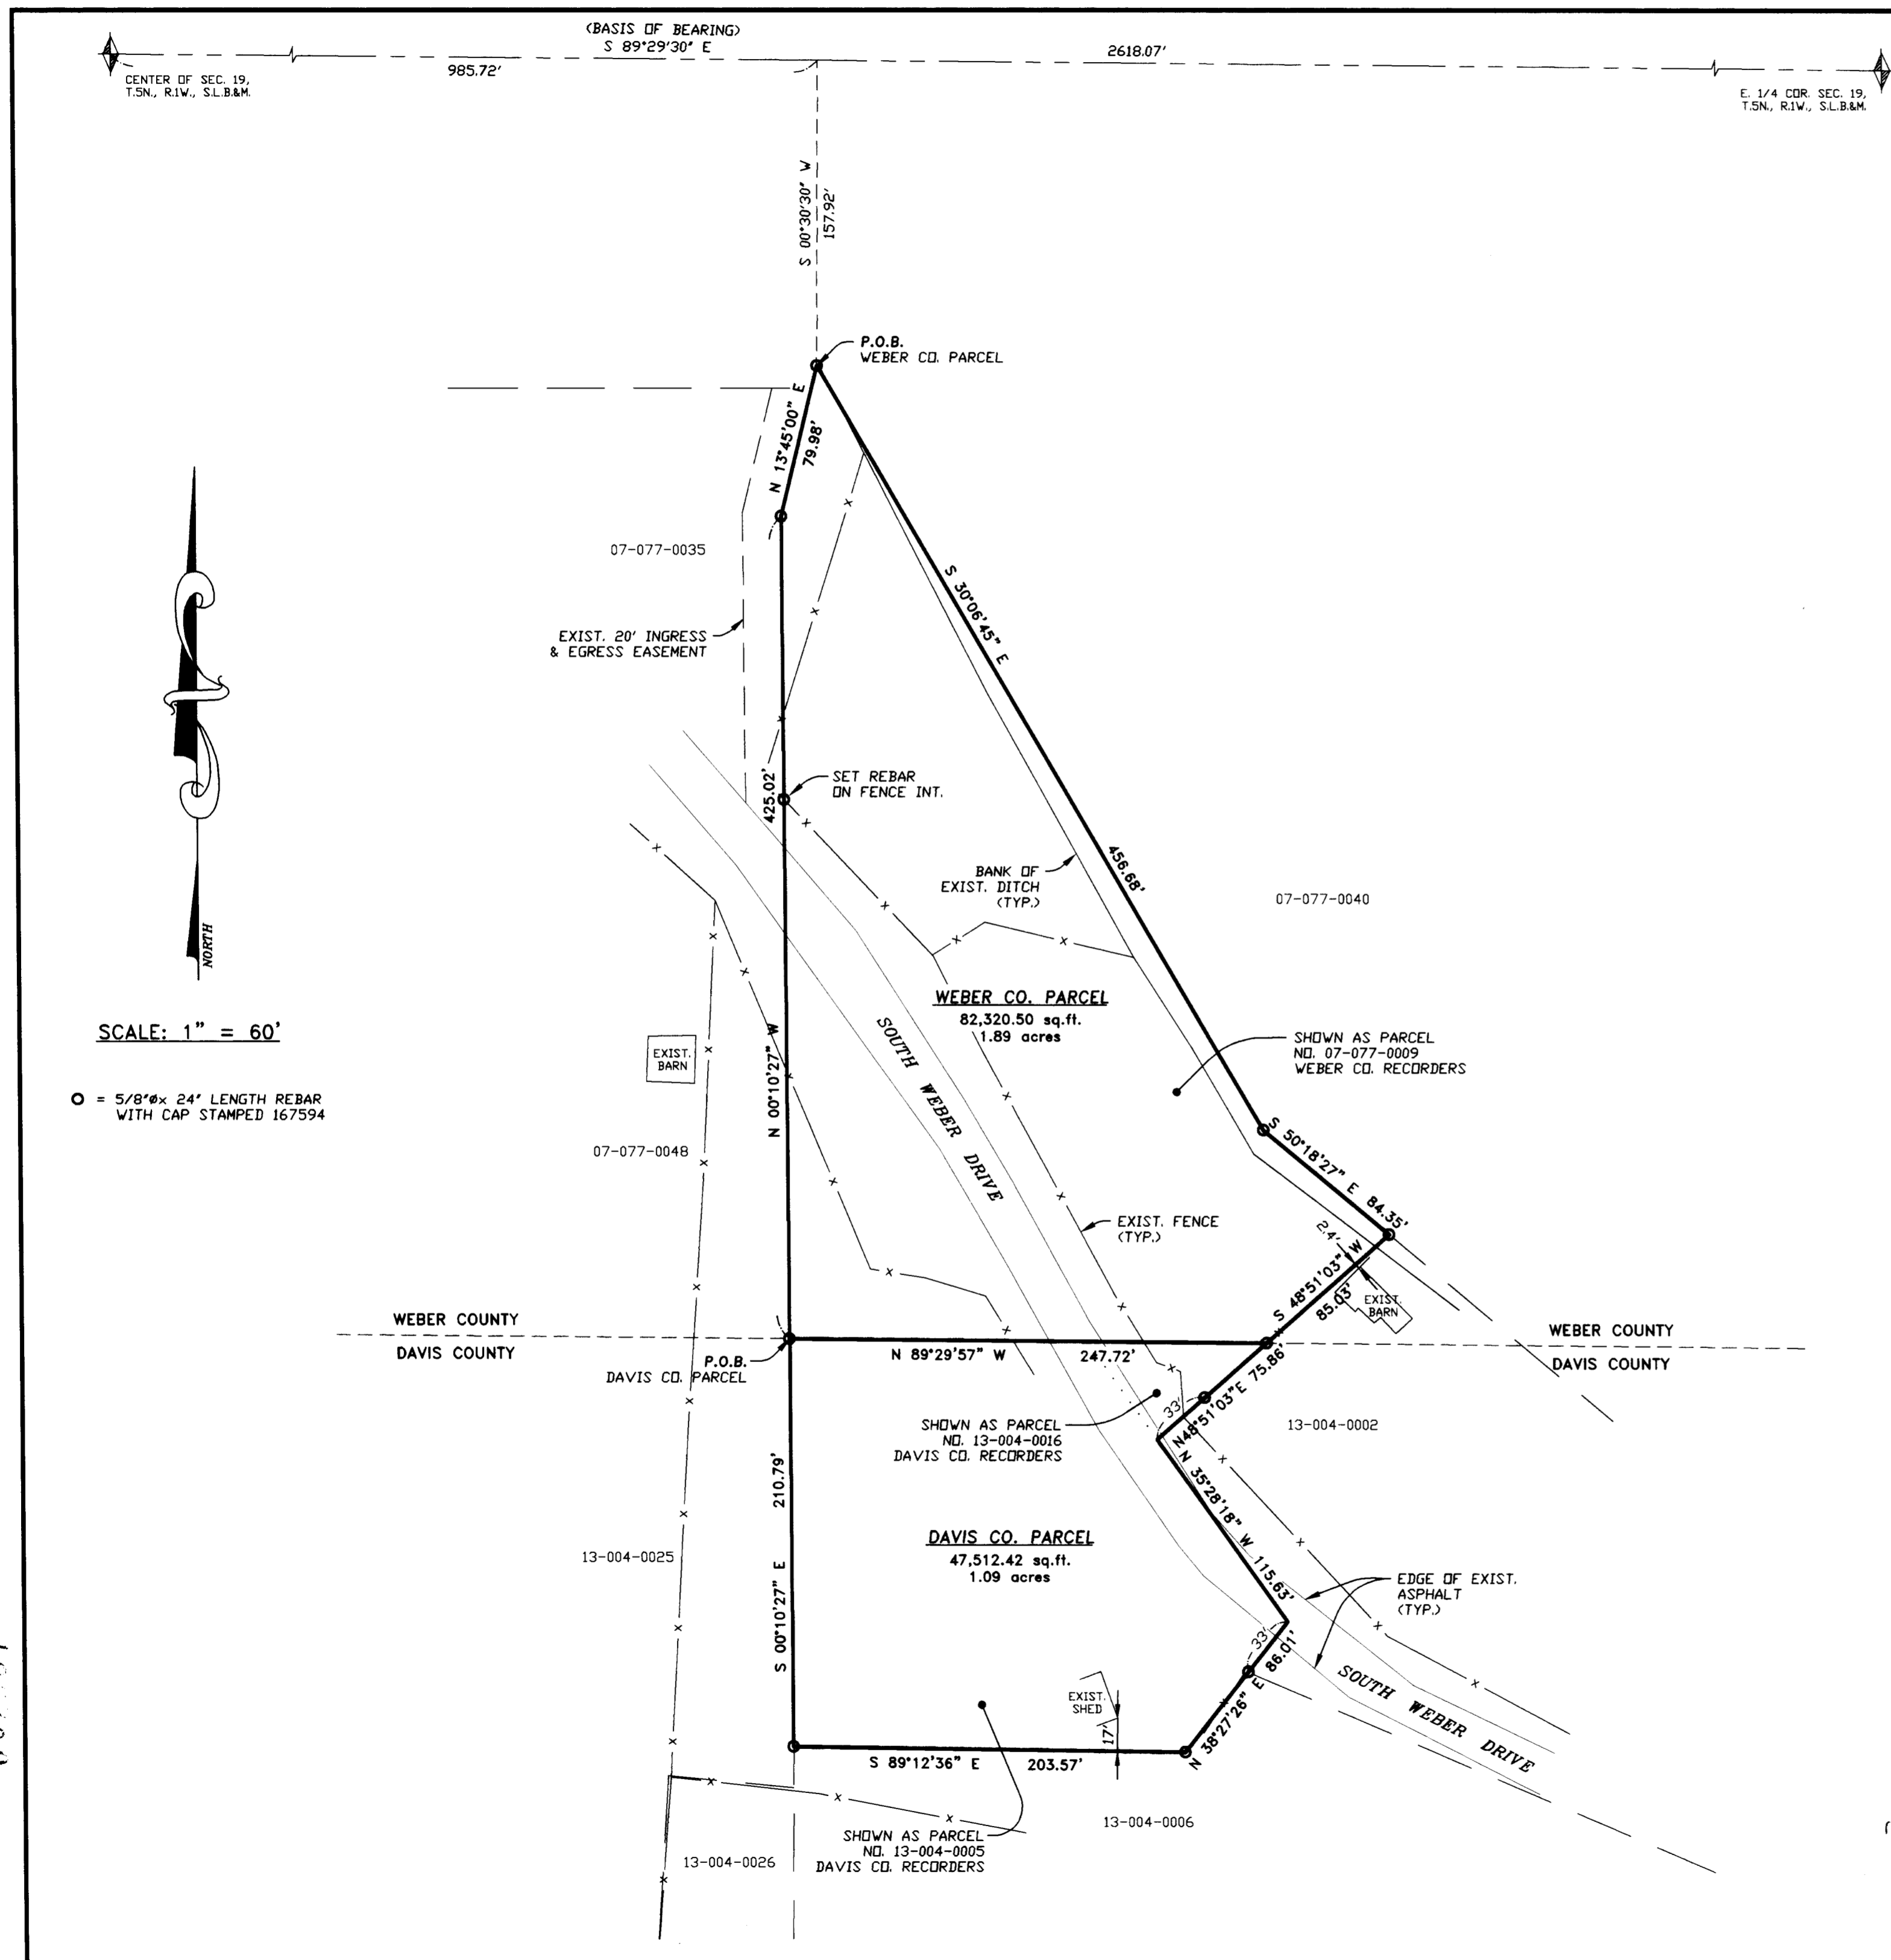 (BASIS OF BEARING)
S 89°29'30" E
985.72'
2618.07'
CENTER OF SEC. 19,
T.5N., R.1W., S.L.B.&M.
E. 1/4 COR. SEC. 19,
T.5N., R.1W., S.L.B.&M.
S 00°30'30" W
157.92'
P.O.B.
WEBER CO. PARCEL
N 13°45'00" E
79.98'
07-077-0035
EXIST. 20' INGRESS
& EGRESS EASEMENT
S 30°06'45" E
456.68'
SET REBAR
ON FENCE INT.
425.02'
N 00°10'27" W
BANK OF
EXIST. DITCH
(TYP.)
07-077-0040
NORTH
SCALE: 1" = 60'
O = 5/8"øx 24" LENGTH REBAR
WITH CAP STAMPED 167594
WEBER CO. PARCEL
82,320.50 sq.ft.
1.89 acres
SOUTH WEBER DRIVE
EXIST.
BARN
07-077-0048
SHOWN AS PARCEL
NO. 07-077-0009
WEBER CO. RECORDERS
S 50°18'27" E 84.35'
EXIST. FENCE
(TYP.)
2.4'
S 48°51'03" W
85.03'
EXIST.
BARN
WEBER COUNTY
DAVIS COUNTY
WEBER COUNTY
DAVIS COUNTY
P.O.B.
DAVIS CO. PARCEL
N 89°29'57" W 247.72'
N48°51'03"E 75.86'
33'
SHOWN AS PARCEL
NO. 13-004-0016
DAVIS CO. RECORDERS
13-004-0002
N 35°28'18" W 115.63'
210.79'
S 00°10'27" E
DAVIS CO. PARCEL
47,512.42 sq.ft.
1.09 acres
13-004-0025
EDGE OF EXIST.
ASPHALT
(TYP.)
33'
N 38°27'26" E 86.01'
SOUTH WEBER DRIVE
EXIST.
SHED
17'
S 89°12'36" E 203.57'
13-004-0006
SHOWN AS PARCEL
NO. 13-004-0005
DAVIS CO. RECORDERS
13-004-0026